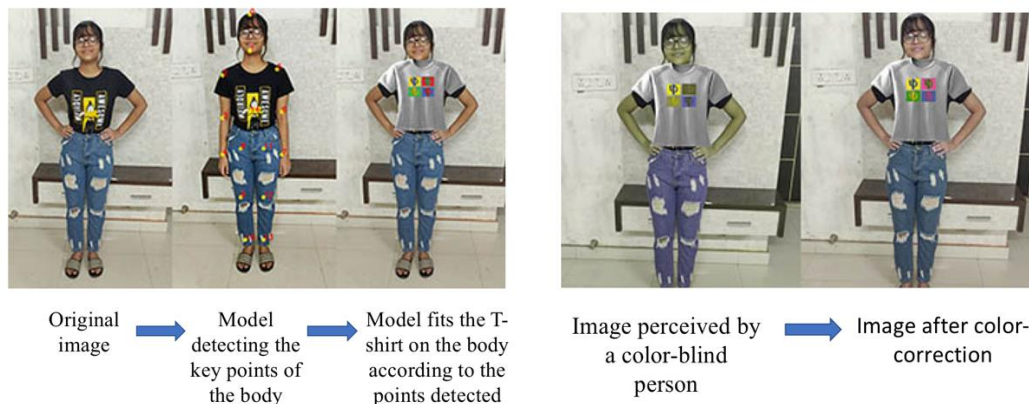 AWESOME
Original
image
Model
detecting the
key points of
the body
Model fits the T-
shirt on the body
according to the
points detected
Image perceived by
a color-blind
person
Image after color-
correction